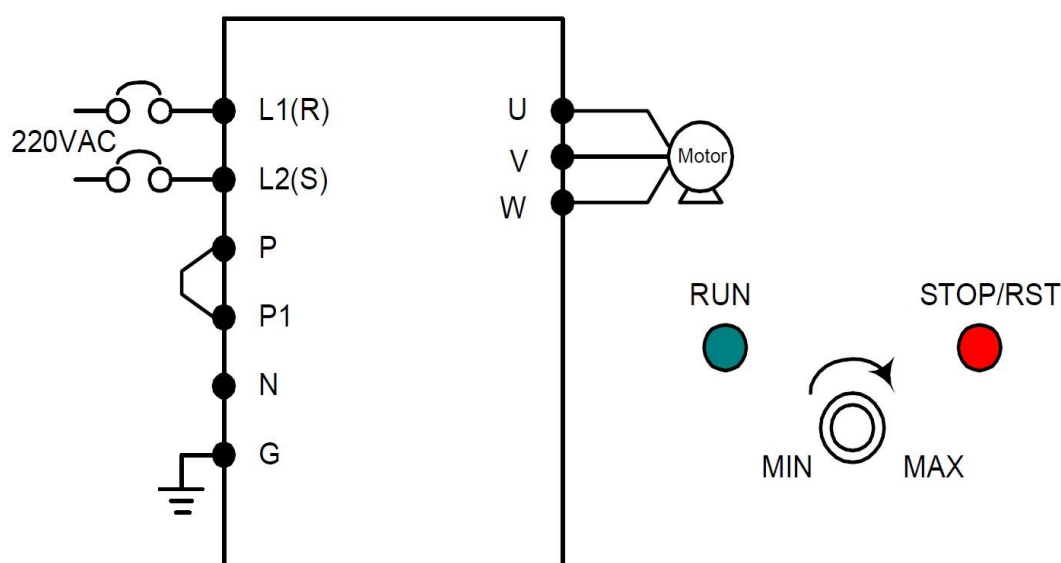 L1(R)
220VAC
L2(S)
P
P1
N
G
U
V
W
Motor
RUN
STOP/RST
MIN
MAX